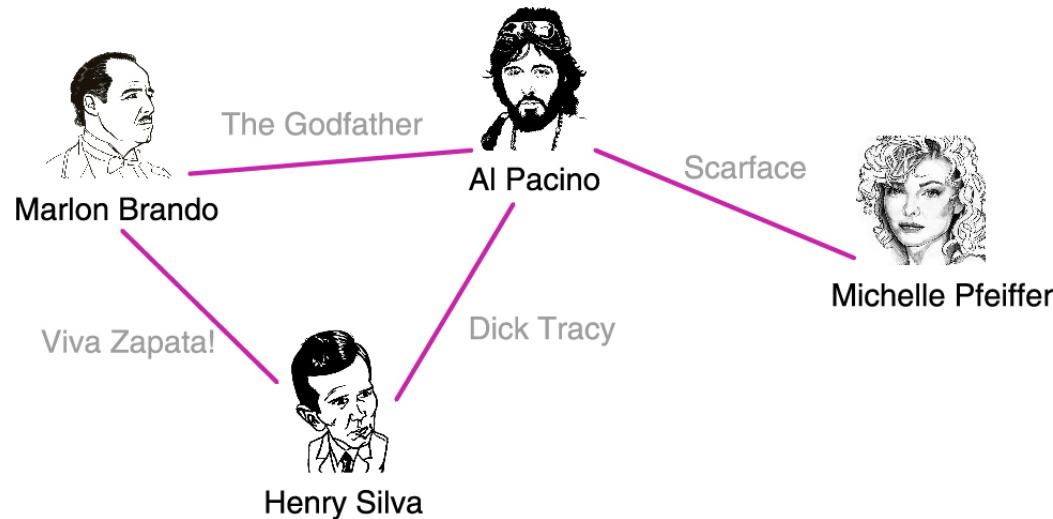 The Godfather
Al Pacino
Scarface
Marlon Brando
Michelle Pfeiffer
Viva Zapata!
Dick Tracy
Henry Silva